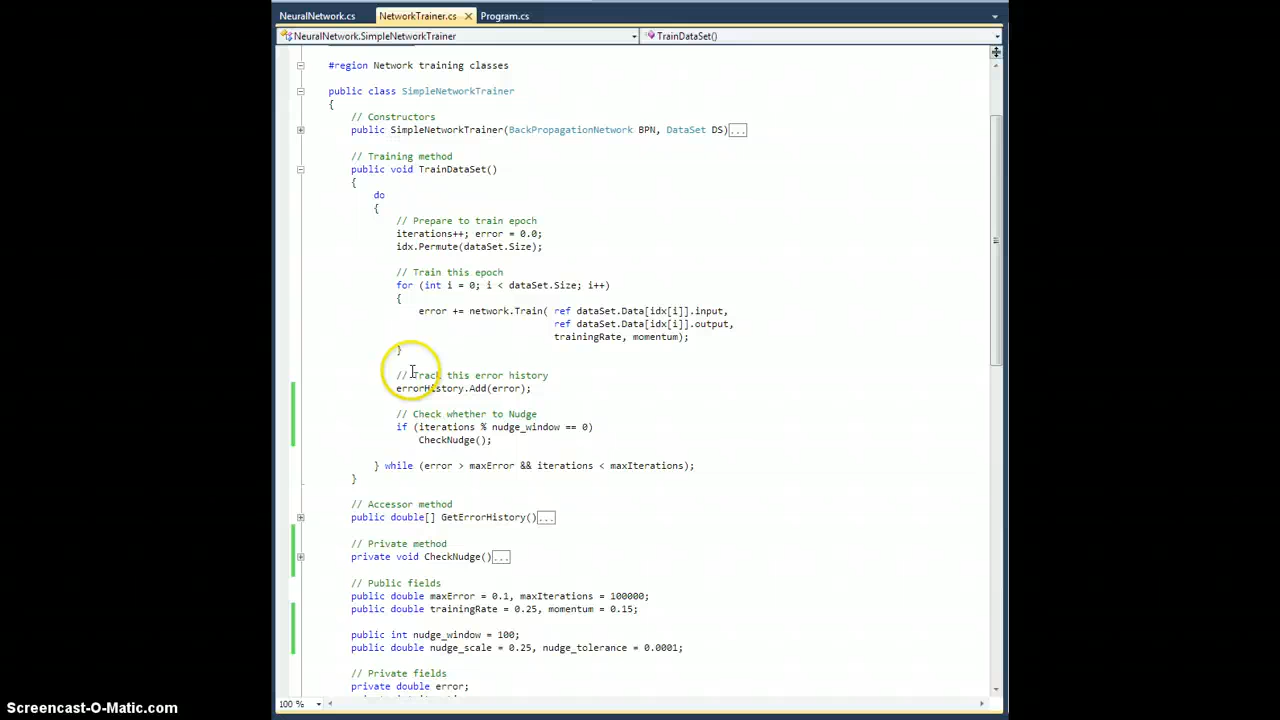 NeuralNetwork.cs NetworkTrainer.cs Program.cs
NeuralNetwork.SimpleNetworkTrainer TrainDataSet()
#region Network training classes
public class SimpleNetworkTrainer
{
// Constructors
public SimpleNetworkTrainer(BackPropagationNetwork BPN, DataSet DS)...
// Training method
public void TrainDataSet()
{
do
{
// Prepare to train epoch
iterations++; error = 0.0;
idx.Permute(dataSet.Size);
// Train this epoch
for (int i = 0; i < dataSet.Size; i++)
{
error += network.Train( ref dataSet.Data[idx[i]].input,
ref dataSet.Data[idx[i]].output,
trainingRate, momentum);
}
// Track this error history
errorHistory.Add(error);
// Check whether to Nudge
if (iterations % nudge_window == 0)
CheckNudge();
} while (error > maxError && iterations < maxIterations);
}
// Accessor method
public double[] GetErrorHistory()...
// Private method
private void CheckNudge()...
// Public fields
public double maxError = 0.1, maxIterations = 100000;
public double trainingRate = 0.25, momentum = 0.15;
public int nudge_window = 100;
public double nudge_scale = 0.25, nudge_tolerance = 0.0001;
// Private fields
private double error;
100 %
Screencast-O-Matic.com